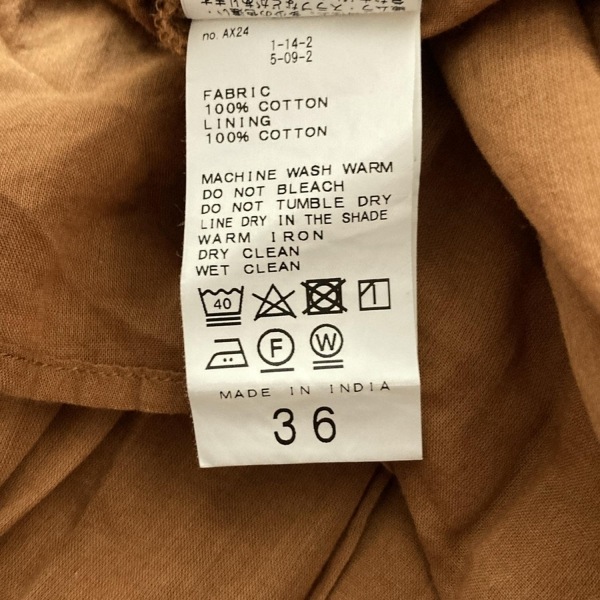 no. AX24
1-14-2
5-09-2
FABRIC
100% COTTON
LINING
100% COTTON
MACHINE WASH WARM
DO NOT BLEACH
DO NOT TUMBLE DRY
LINE DRY IN THE SHADE
WARM IRON
DRY CLEAN
WET CLEAN
40
F W
MADE IN INDIA
36